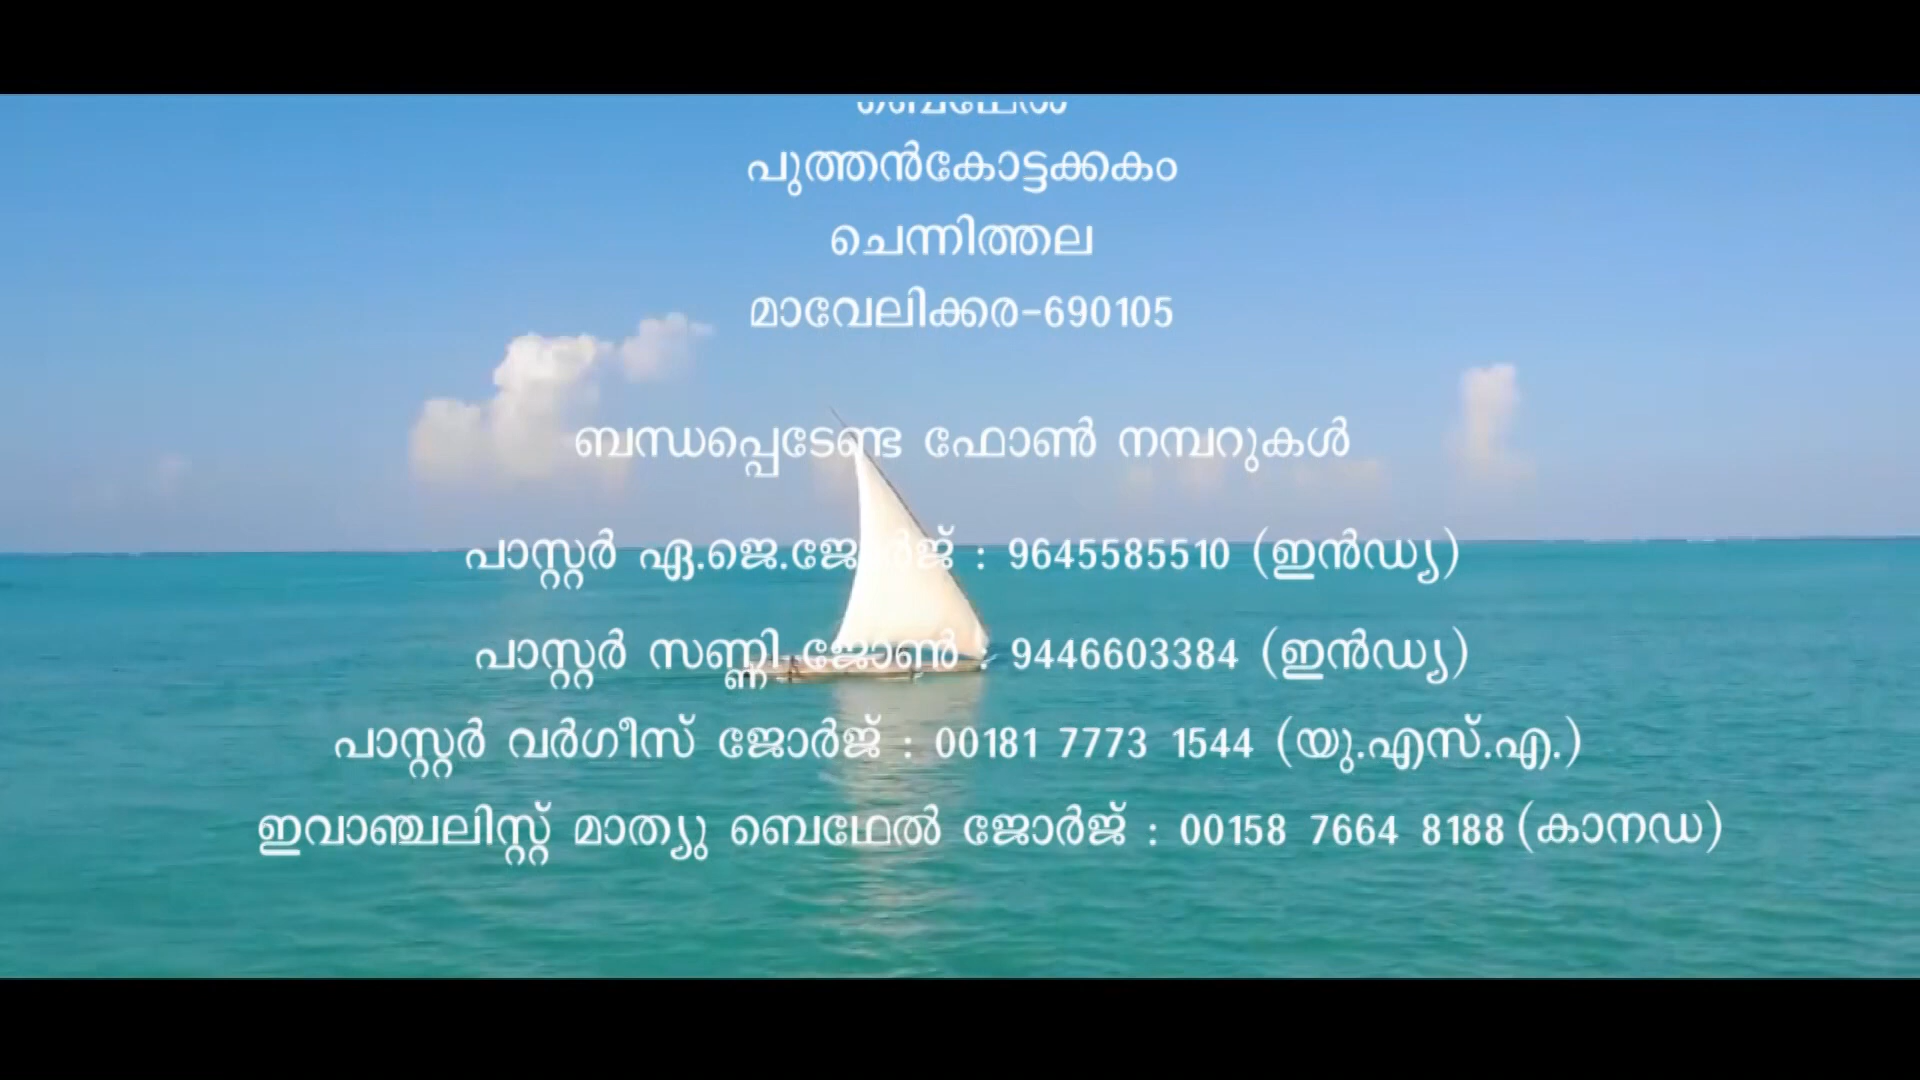 പുത്തൻകോട്ടക്കകം
ചെന്നിത്തല
മാവേലിക്കര-690105
ബന്ധപ്പെടേണ്ട ഫോൺ നമ്പറുകൾ
പാസ്റ്റർ ഏ.ജെ.ജോർജ് : 9645585510 (ഇൻഡ്യ)
പാസ്റ്റർ സണ്ണി ജോൺ : 9446603384 (ഇൻഡ്യ)
പാസ്റ്റർ വർഗീസ് ജോർജ് : 00181 7773 1544 (യു.എസ്.എ.)
ഇവാഞ്ചലിസ്റ്റ് മാത്യു ബെഥേൽ ജോർജ് : 00158 7664 8188 (കാനഡ)